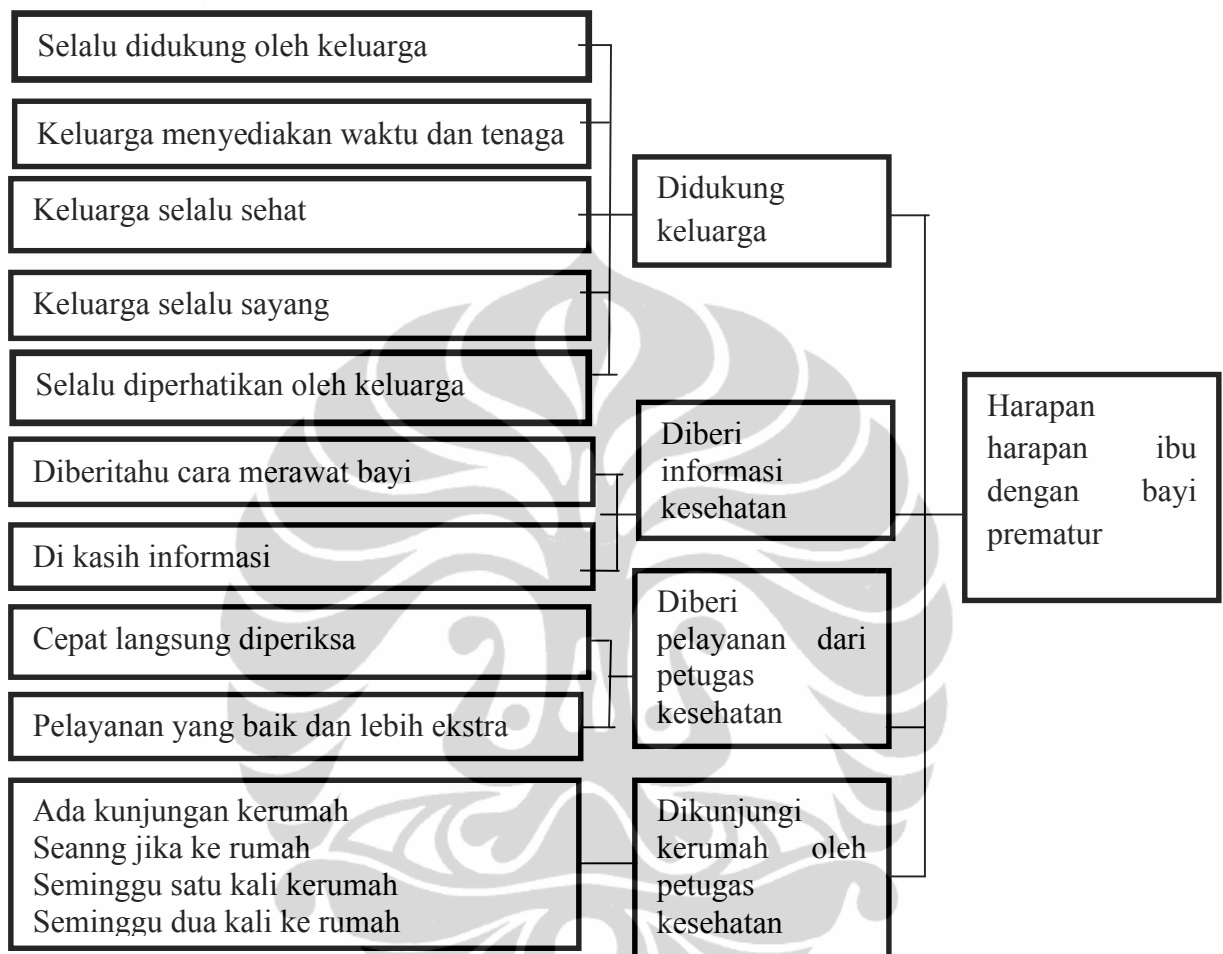 Selalu didukung oleh keluarga
Keluarga menyediakan waktu dan tenaga
Keluarga selalu sehat
Keluarga selalu sayang
Selalu diperhatikan oleh keluarga
Diberitahu cara merawat bayi
Di kasih informasi
Cepat langsung diperiksa
Pelayanan yang baik dan lebih ekstra
Ada kunjungan kerumah
Seanng jika ke rumah
Seminggu satu kali kerumah
Seminggu dua kali ke rumah
Didukung
keluarga
Diberi
informasi
kesehatan
Diberi
pelayanan dari
petugas
kesehatan
Dikunjungi
kerumah oleh
petugas
kesehatan
Harapan
harapan ibu
dengan bayi
prematur